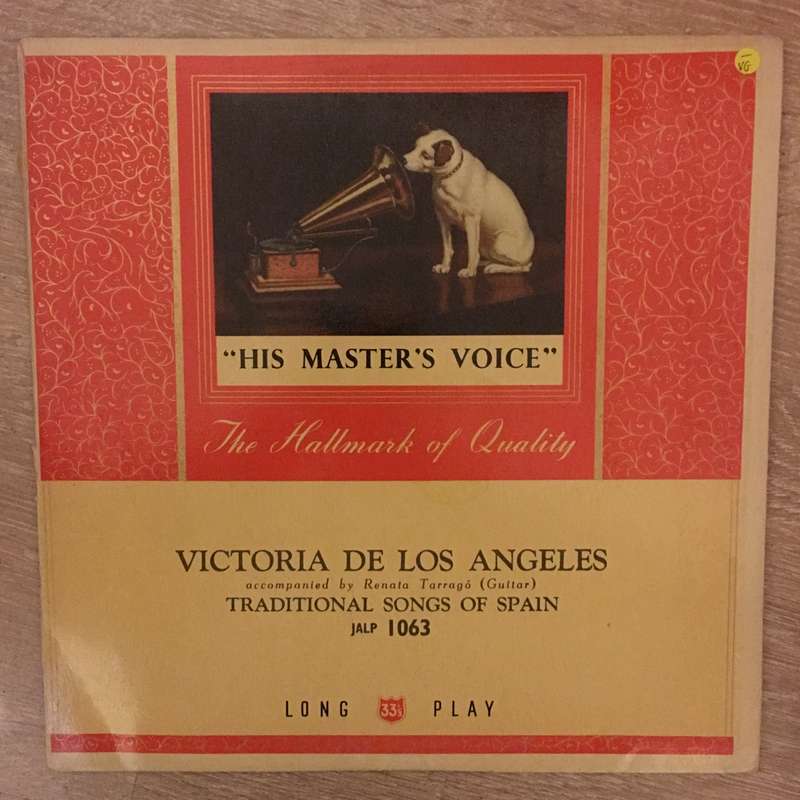 VG
"HIS MASTER'S VOICE"
The Hallmark of Quality
VICTORIA DE LOS ANGELES
accompanied by Renata Tarragó (Guitar)
TRADITIONAL SONGS OF SPAIN
JALP 1063
LONG 33⅓ PLAY